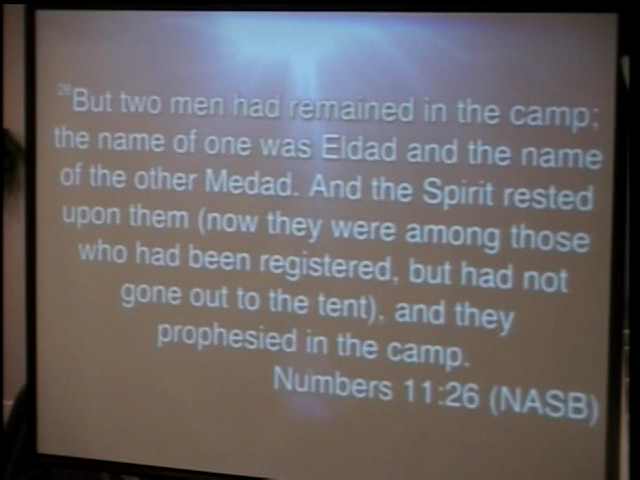 26 But two men had remained in the camp;
the name of one was Eldad and the name
of the other Medad. And the Spirit rested
upon them (now they were among those
who had been registered, but had not
gone out to the tent), and they
prophesied in the camp.
Numbers 11:26 (NASB)